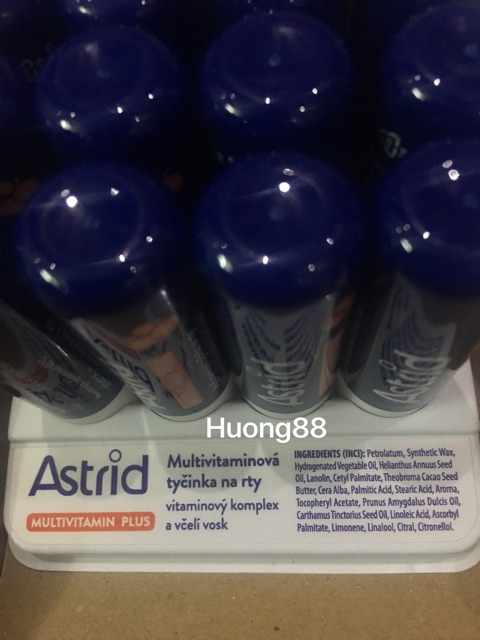 Astrid
Astrid
Huong88
Astrid
MULTIVITAMIN PLUS
Multivitaminová
tyčinka na rty
vitaminový komplex
a včelí vosk
INGREDIENTS (INCI): Petrolatum, Synthetic Wax,
Hydrogenated Vegetable Oil, Helianthus Annuus Seed
Oil, Lanolin, Cetyl Palmitate, Theobroma Cacao Seed
Butter, Cera Alba, Palmitic Acid, Stearic Acid, Aroma,
Tocopheryl Acetate, Prunus Amygdalus Dulcis Oil,
Carthamus Tinctorius Seed Oil, Linoleic Acid, Ascorbyl
Palmitate, Limonene, Linalool, Citral, Citronellol.